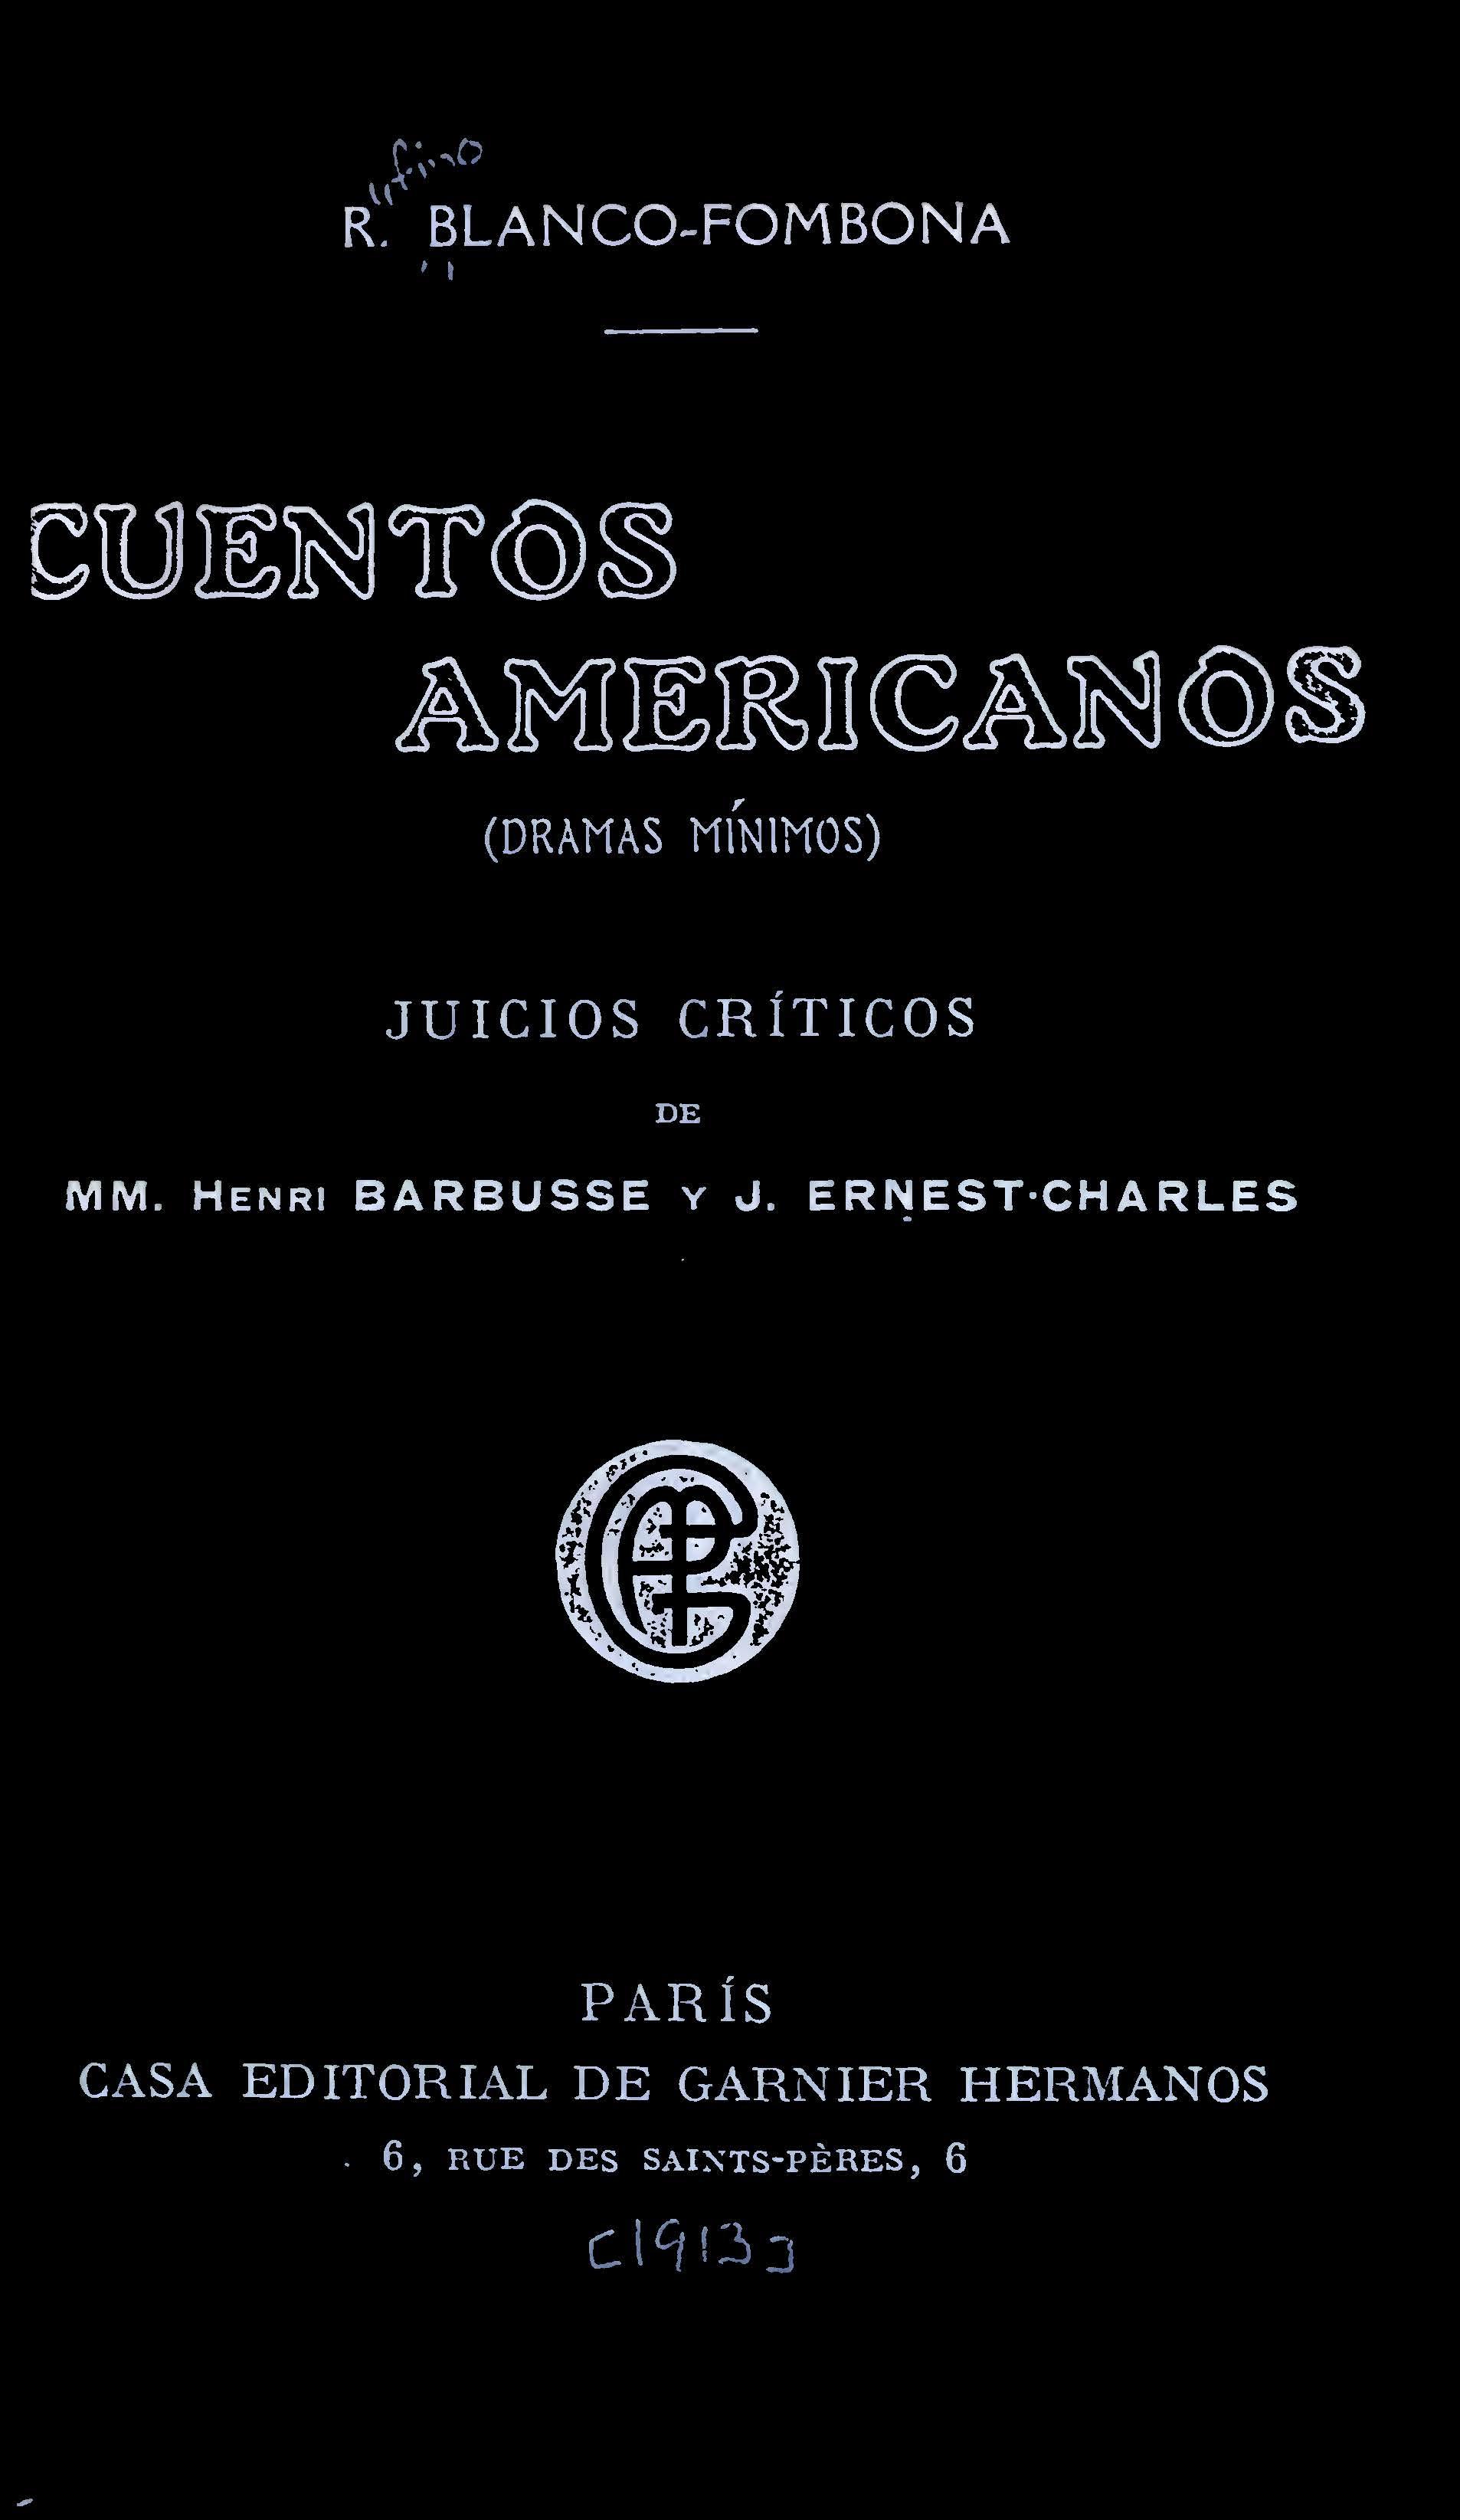 ufino
R. BLANCO-FOMBONA
CUENTOS
AMERICANOS
(DRAMAS MÍNIMOS)
JUICIOS CRÍTICOS
DE
MM. HENRI BARBUSSE Y J. ERNEST-CHARLES
PARÍS
CASA EDITORIAL DE GARNIER HERMANOS
6, RUE DES SAINTS-PÈRES, 6
[1913]